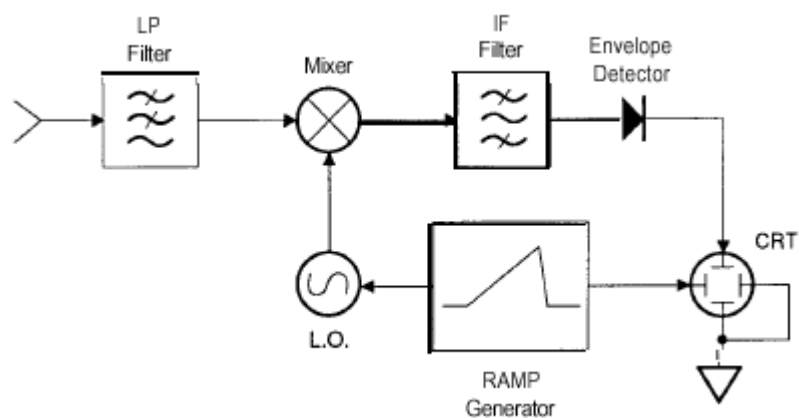 LP
Filter
Mixer
IF
Filter
Envelope
Detector
CRT
L.O.
RAMP
Generator